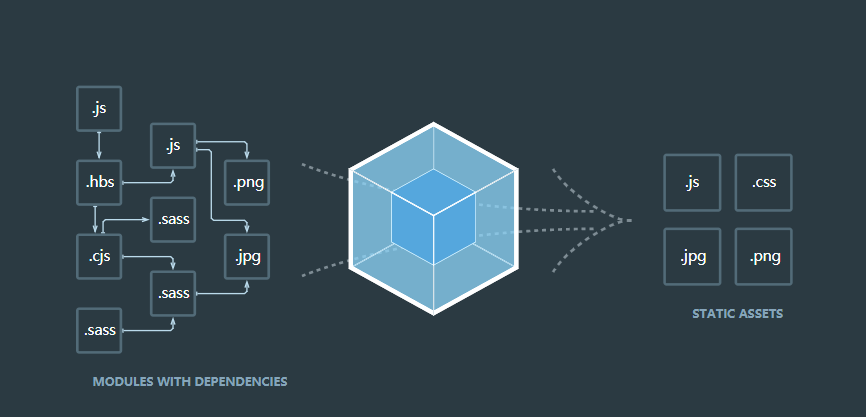 .js
.js
.hbs
.png
.sass
.cjs
.jpg
.sass
.sass
MODULES WITH DEPENDENCIES
.js
.css
.jpg
.png
STATIC ASSETS